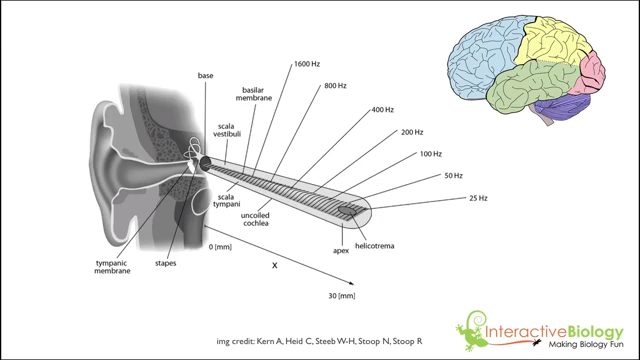 base
basilar
membrane
scala
vestibuli
1600 Hz
800 Hz
400 Hz
200 Hz
100 Hz
50 Hz
25 Hz
scala
tympani
uncoiled
cochlea
helicotrema
apex
0 [mm]
tympanic
membrane
stapes
x
30 [mm]
img credit: Kern A, Heid C, Steeb W-H, Stoop N, Stoop R
InteractiveBiology
Making Biology Fun